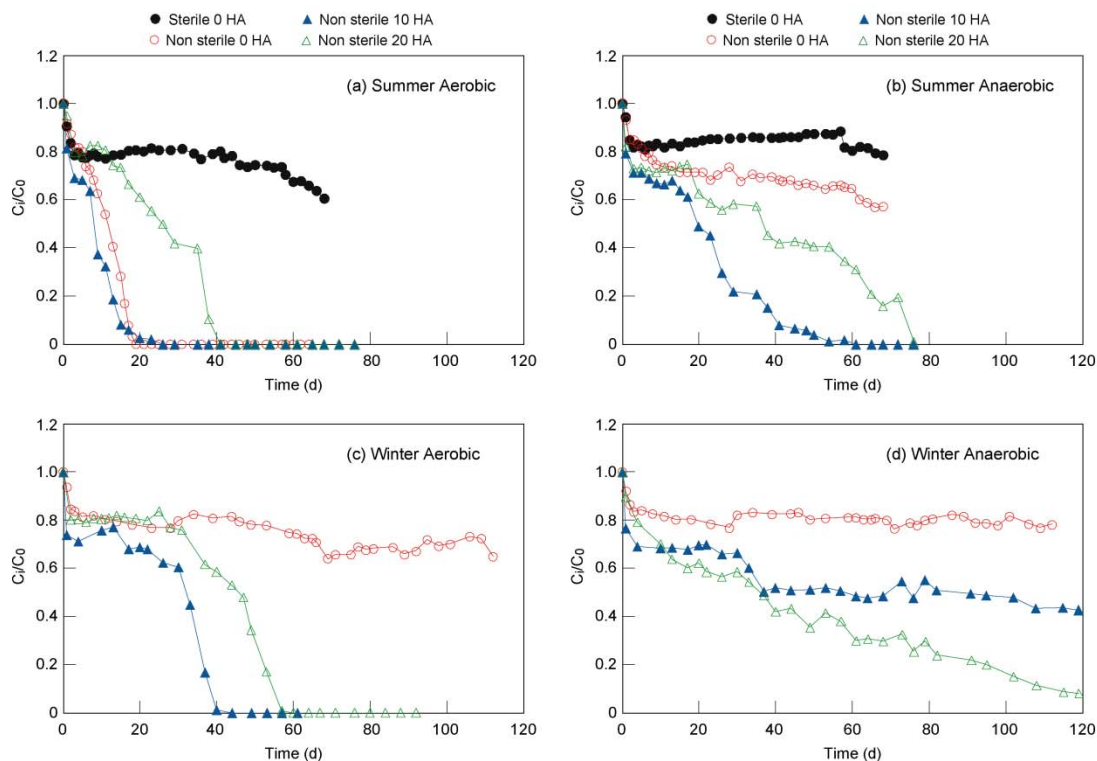 Sterile 0 HA Non sterile 10 HA
Non sterile 0 HA Non sterile 20 HA
Sterile 0 HA Non sterile 10 HA
Non sterile 0 HA Non sterile 20 HA
(a) Summer Aerobic
1.2
1.0
0.8
0.6
0.4
0.2
0
Ci/C0
0 20 40 60 80 100 120
Time (d)
(b) Summer Anaerobic
1.2
1.0
0.8
0.6
0.4
0.2
0
Ci/C0
0 20 40 60 80 100 120
Time (d)
(c) Winter Aerobic
1.2
1.0
0.8
0.6
0.4
0.2
0
Ci/C0
0 20 40 60 80 100 120
Time (d)
(d) Winter Anaerobic
1.2
1.0
0.8
0.6
0.4
0.2
0
Ci/C0
0 20 40 60 80 100 120
Time (d)